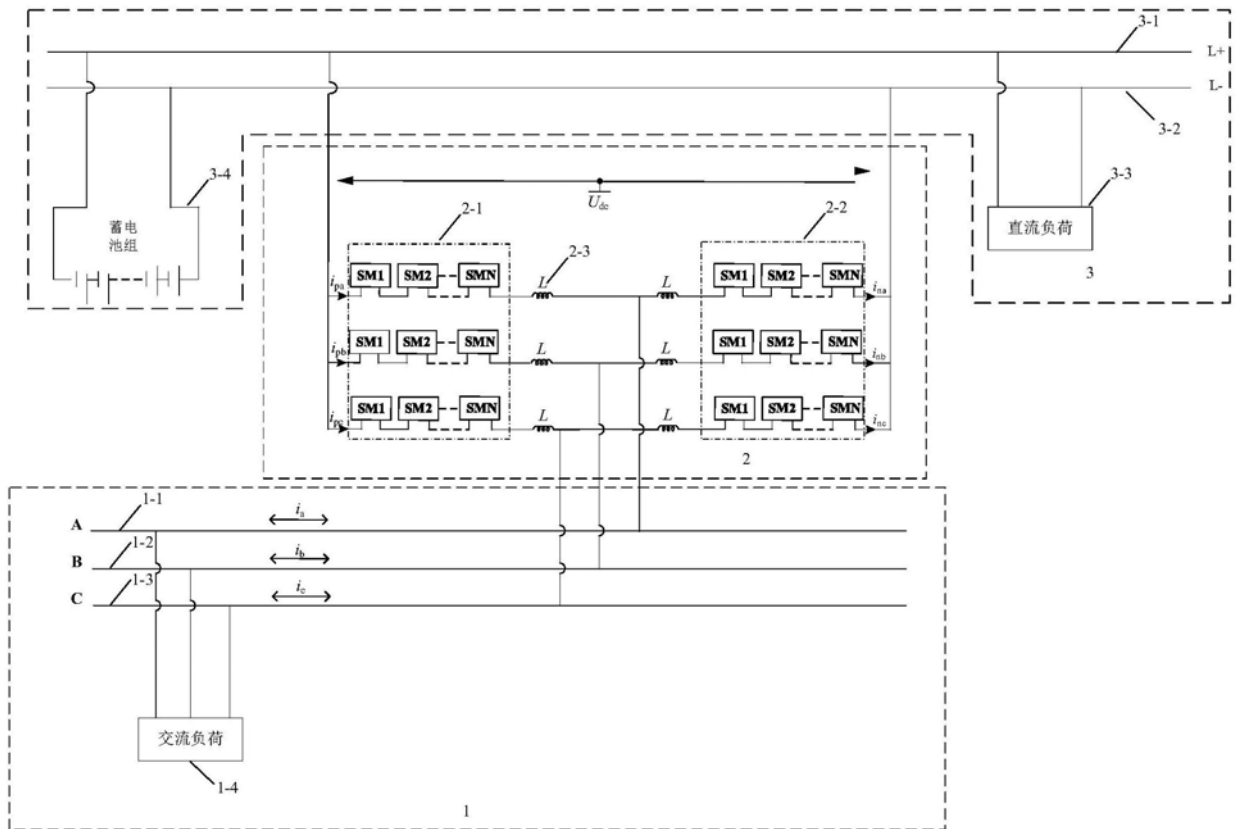 3-1
L+
L-
3-2
3-4
3-3
蓄电
池组
U_dc
直流负荷
3
2-1
2-2
2-3
i_pa SM1 SM2 SMN L L SM1 SM2 SMN i_na
i_pb SM1 SM2 SMN L L SM1 SM2 SMN i_nb
i_pc SM1 SM2 SMN L L SM1 SM2 SMN i_nc
2
1-1
A i_a
1-2
B i_b
1-3
C i_c
交流负荷
1-4
1